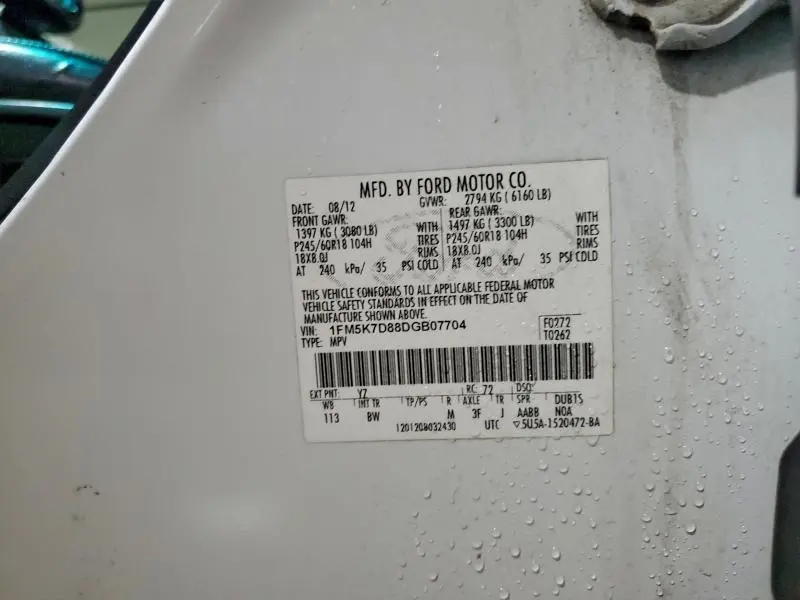 MFD. BY FORD MOTOR CO.
DATE: 08/12 GVWR: 2794 KG ( 6160 LB)
FRONT GAWR: REAR GAWR:
1397 KG ( 3080 LB) WITH 1497 KG ( 3300 LB) WITH
P245/60R18 104H TIRES P245/60R18 104H TIRES
18X8.0J RIMS 18X8.0J RIMS
AT 240 kPa/ 35 PSI COLD AT 240 kPa/ 35 PSI COLD
THIS VEHICLE CONFORMS TO ALL APPLICABLE FEDERAL MOTOR
VEHICLE SAFETY STANDARDS IN EFFECT ON THE DATE OF
MANUFACTURE SHOWN ABOVE.
VIN: 1FM5K7D88DGB07704 F0272
TYPE: MPV T0262
EXT PNT: YZ RC: 72 DSO:
WB INT TR TP/PS R AXLE TR SPR DUB1S
113 BW M 3F J AABB NOA
1201208032430 UTC ▽5U5A-1520472-BA